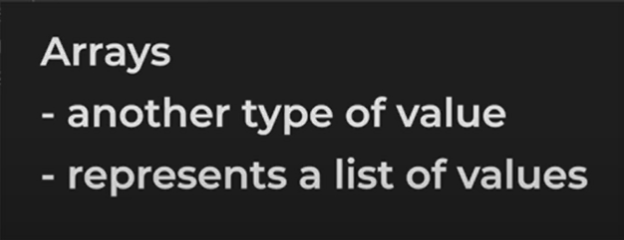 Arrays
- another type of value
- represents a list of values